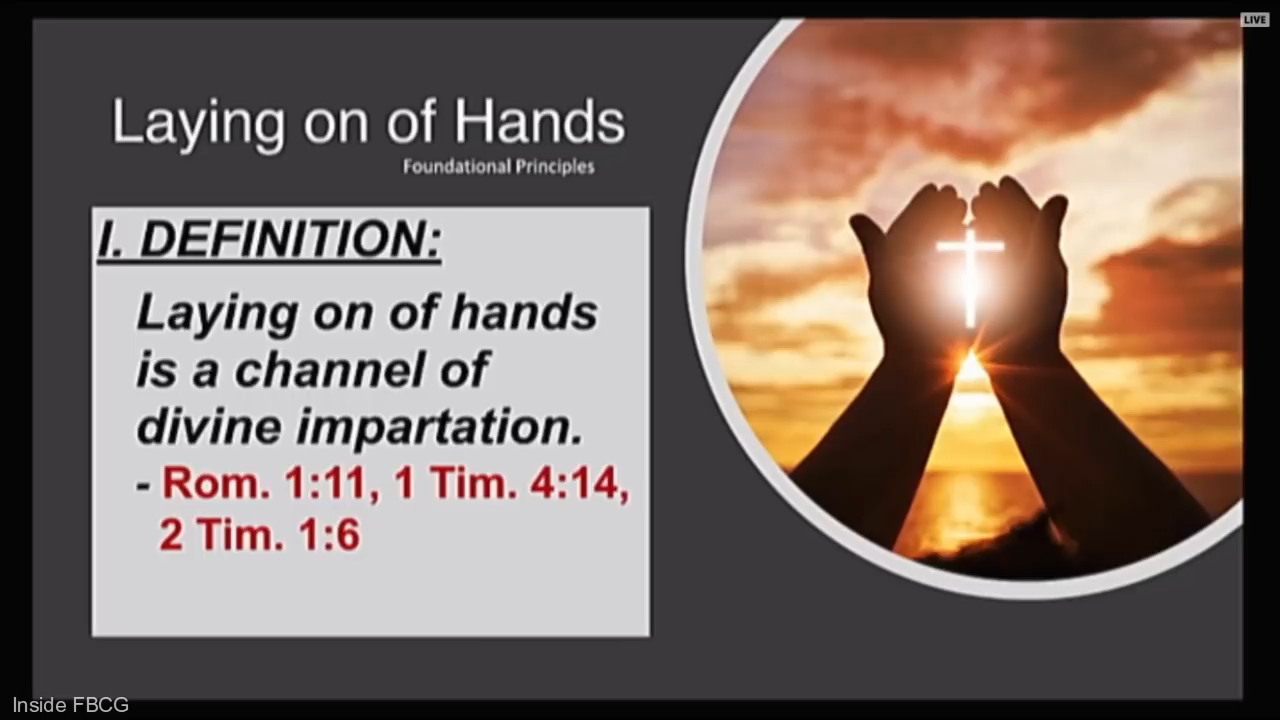 LIVE
Laying on of Hands
Foundational Principles
I. DEFINITION:
Laying on of hands
is a channel of
divine impartation.
- Rom. 1:11, 1 Tim. 4:14,
2 Tim. 1:6
Inside FBCG